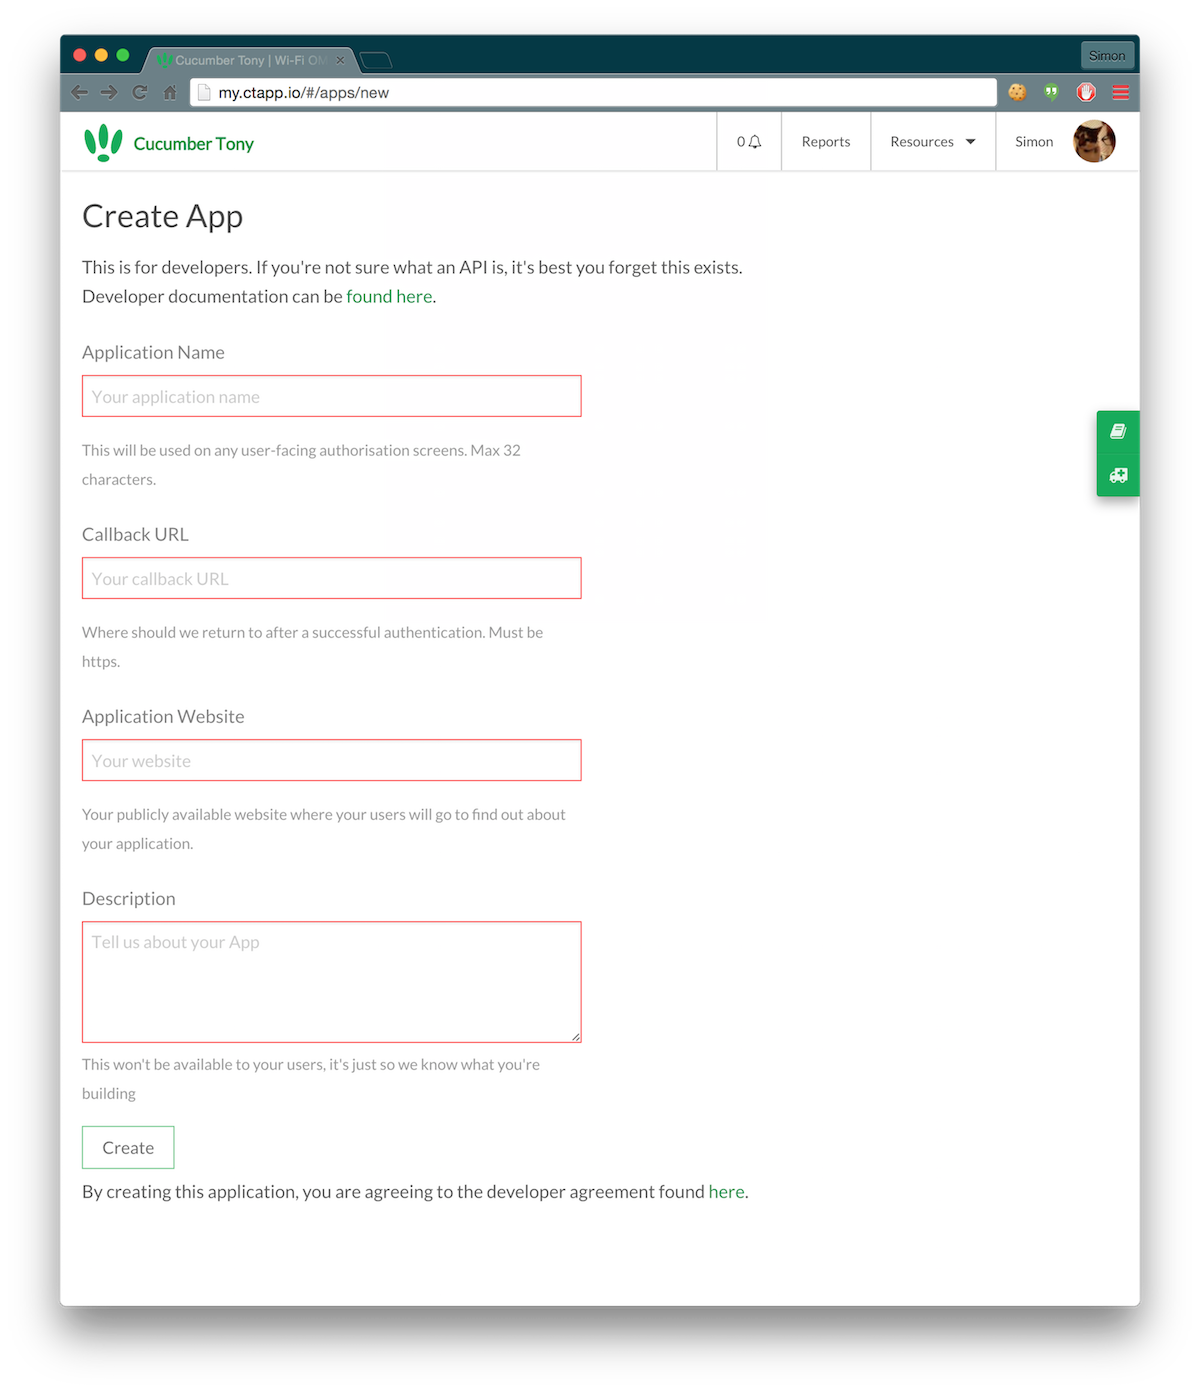 Cucumber Tony | Wi-Fi OM
Simon
my.ctapp.io/#/apps/new
Cucumber Tony
0
Reports
Resources
Simon
Create App
This is for developers. If you're not sure what an API is, it's best you forget this exists.
Developer documentation can be found here.
Application Name
Your application name
This will be used on any user-facing authorisation screens. Max 32
characters.
Callback URL
Your callback URL
Where should we return to after a successful authentication. Must be
https.
Application Website
Your website
Your publicly available website where your users will go to find out about
your application.
Description
Tell us about your App
This won't be available to your users, it's just so we know what you're
building
Create
By creating this application, you are agreeing to the developer agreement found here.